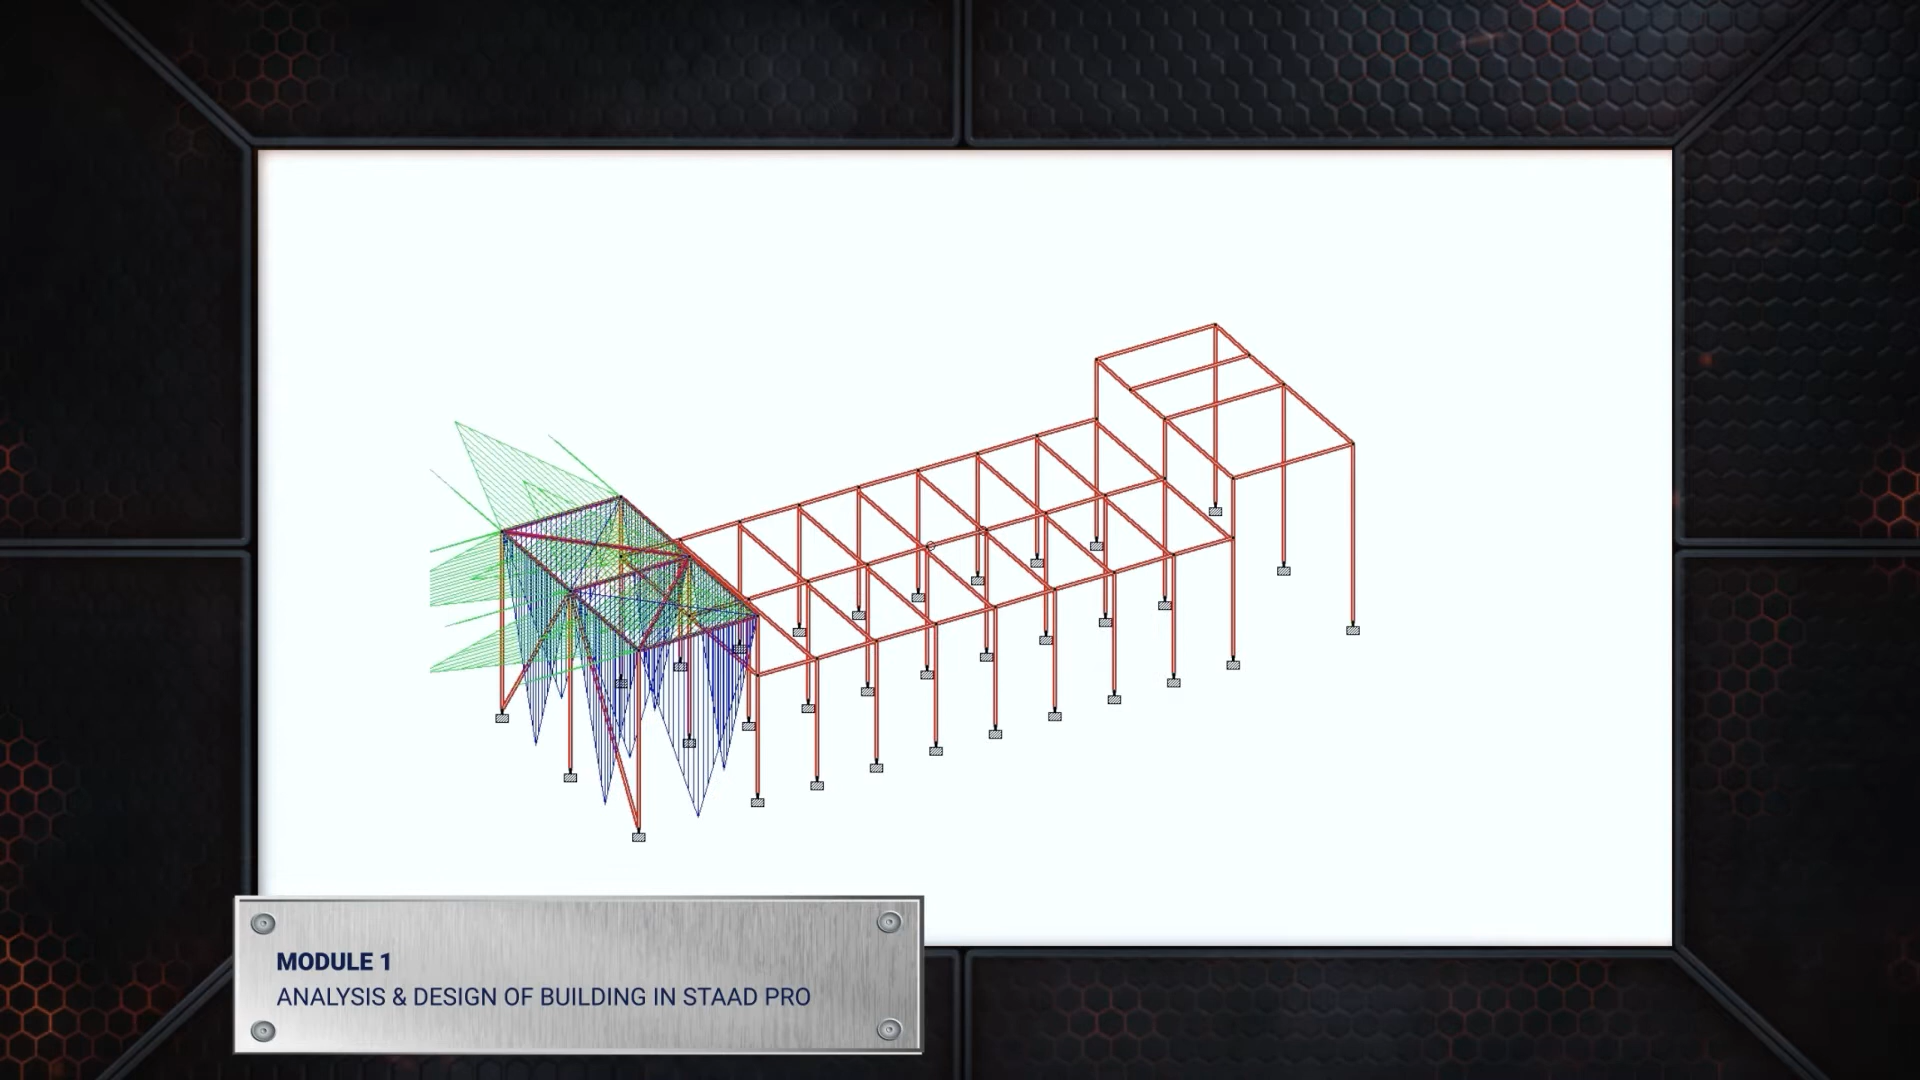 MODULE 1
ANALYSIS & DESIGN OF BUILDING IN STAAD PRO